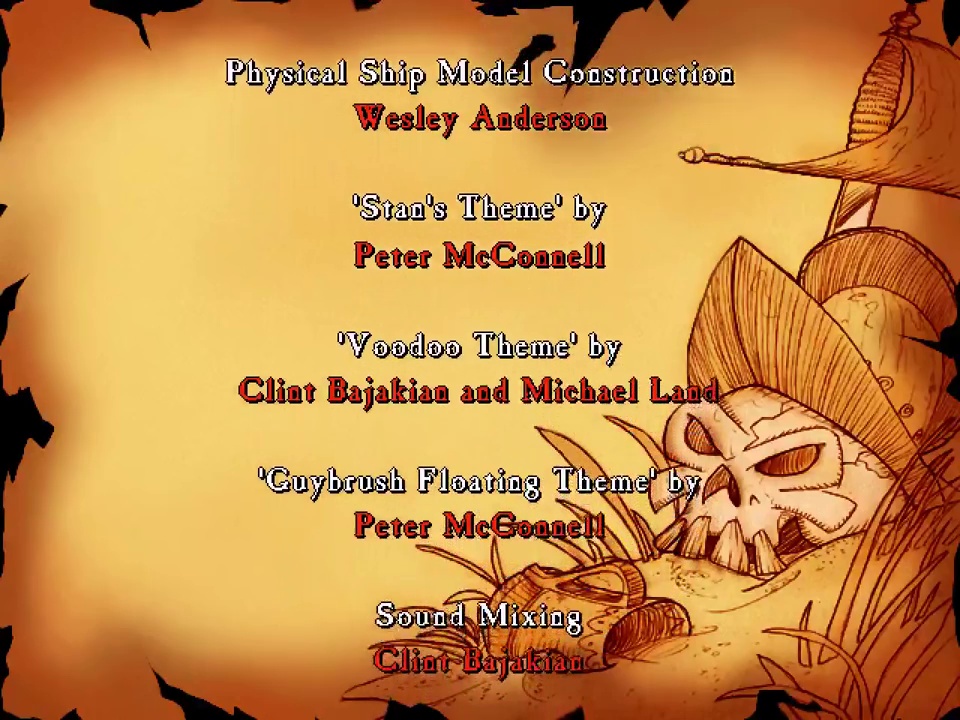 Physical Ship Model Construction
Wesley Anderson
'Stan's Theme' by
Peter McConnell
'Voodoo Theme' by
Clint Bajakian and Michael Land
'Guybrush Floating Theme' by
Peter McConnell
Sound Mixing
Clint Bajakian